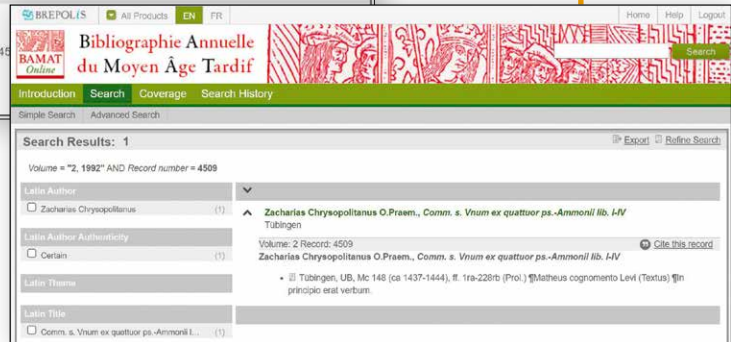 BREPOLiS All Products EN FR Home Help Logout
45
BAMAT
Online
Bibliographie Annuelle
du Moyen Âge Tardif
Search
Introduction Search Coverage Search History
Simple Search Advanced Search
Search Results: 1 Export Refine Search
Volume = "2, 1992" AND Record number = 4509
Latin Author
Zacharias Chrysopolitanus (1)
Zacharias Chrysopolitanus O.Praem., Comm. s. Vnum ex quattuor ps.-Ammonii lib. I-IV
Tübingen
Latin Author Authenticity
Volume: 2 Record: 4509 Cite this record
Certain (1)
Zacharias Chrysopolitanus O.Praem., Comm. s. Vnum ex quattuor ps.-Ammonii lib. I-IV
Latin Theme
• Tübingen, UB, Mc 148 (ca 1437-1444), ff. 1ra-228rb (Prol.) ¶Matheus cognomento Levi (Textus) ¶In
principio erat verbum.
Latin Title
Comm. s. Vnum ex quattuor ps.-Ammonii l... (1)